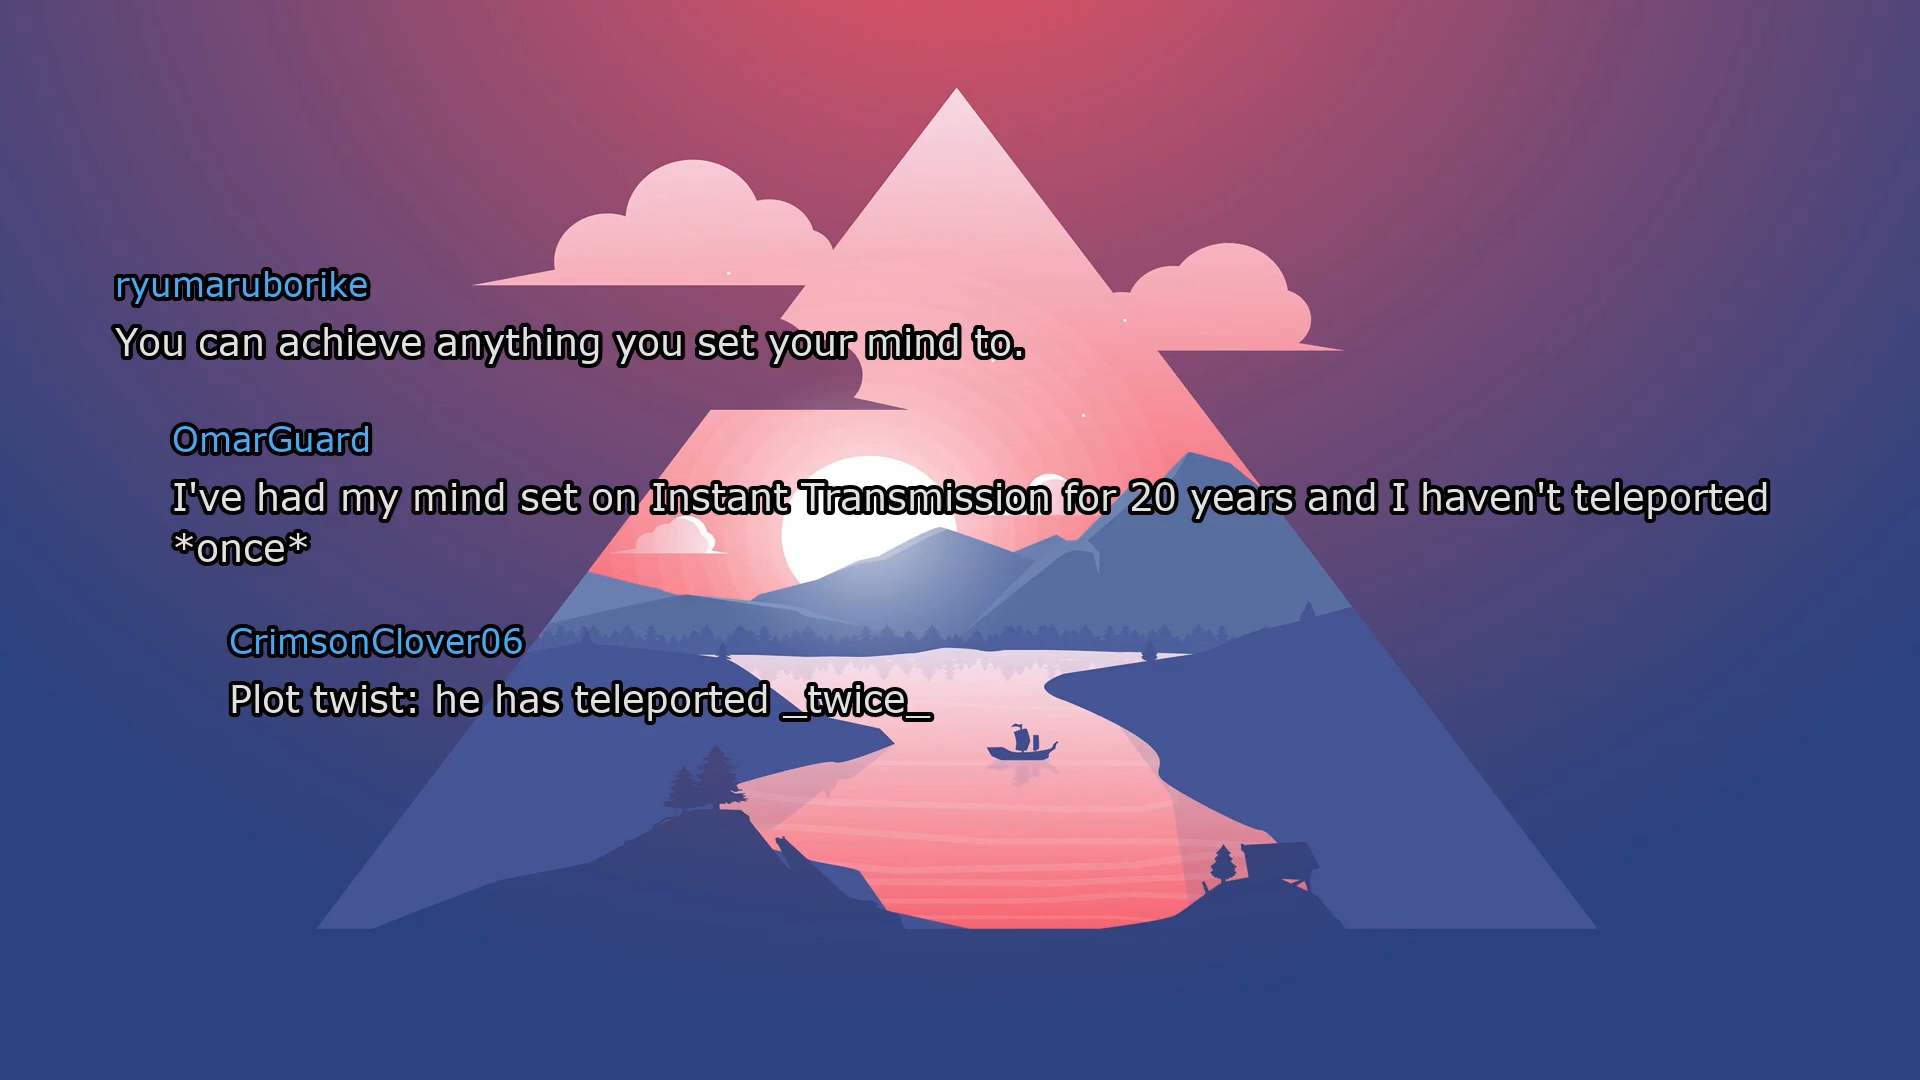 ryumaruborike
You can achieve anything you set your mind to.
OmarGuard
I've had my mind set on Instant Transmission for 20 years and I haven't teleported
*once*
CrimsonClover06
Plot twist: he has teleported _twice_